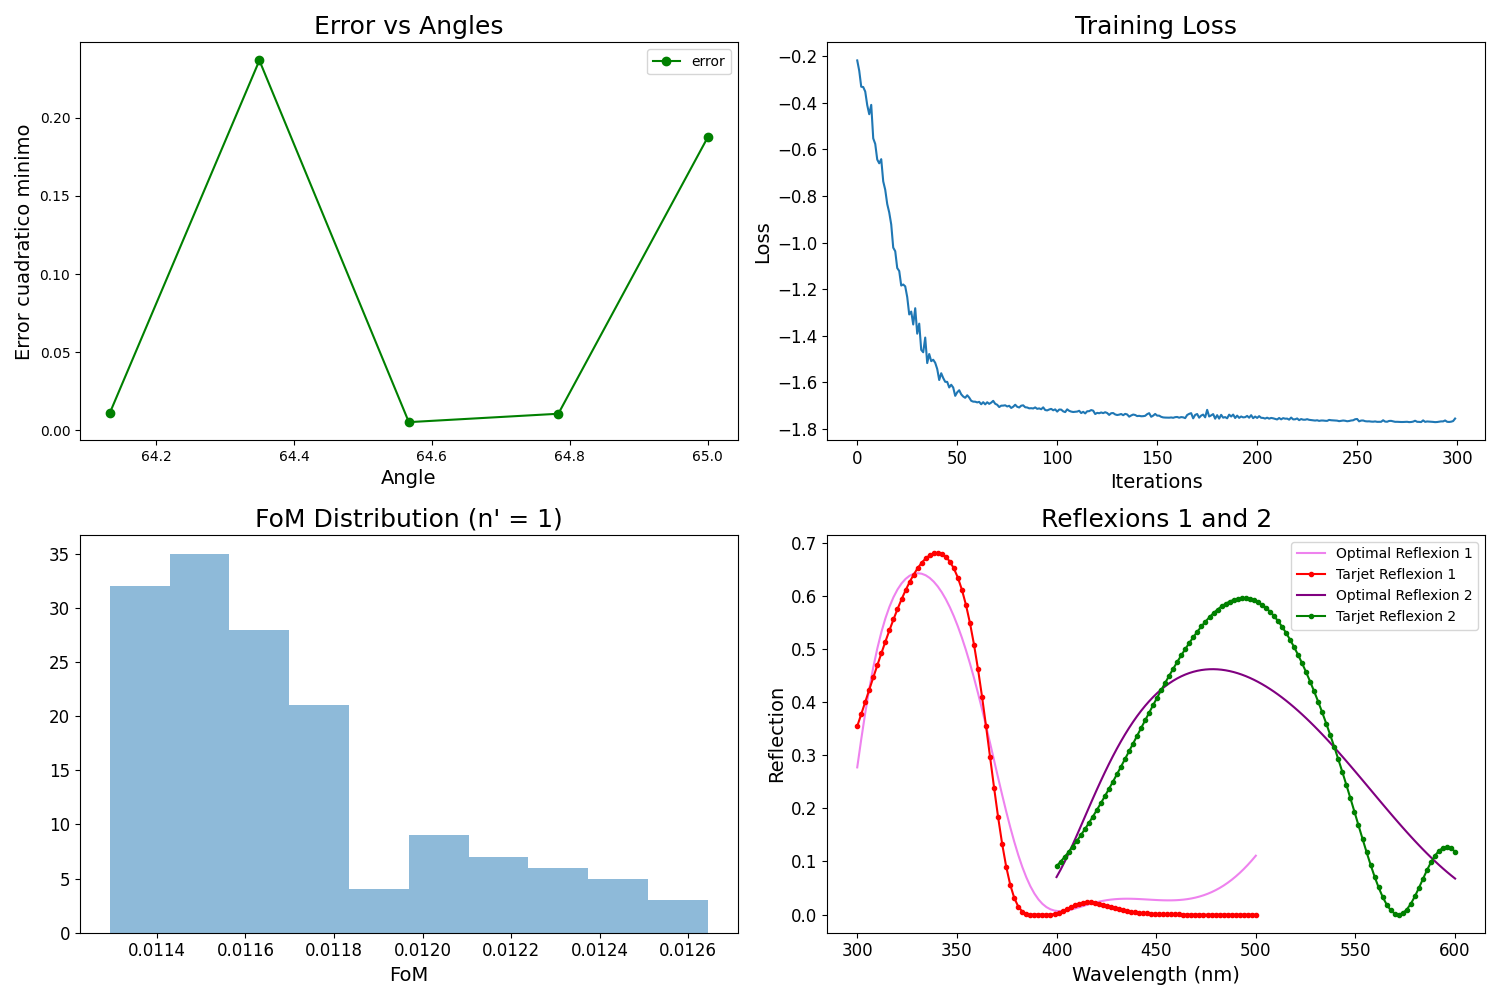 Error vs Angles
error
0.20
0.15
0.10
0.05
0.00
Error cuadratico minimo
64.2 64.4 64.6 64.8 65.0
Angle
Training Loss
−0.2
−0.4
−0.6
−0.8
−1.0
−1.2
−1.4
−1.6
−1.8
Loss
0 50 100 150 200 250 300
Iterations
FoM Distribution (n' = 1)
35
30
25
20
15
10
5
0
0.0114 0.0116 0.0118 0.0120 0.0122 0.0124 0.0126
FoM
Reflexions 1 and 2
Optimal Reflexion 1
Tarjet Reflexion 1
Optimal Reflexion 2
Tarjet Reflexion 2
0.7
0.6
0.5
0.4
0.3
0.2
0.1
0.0
Reflection
300 350 400 450 500 550 600
Wavelength (nm)